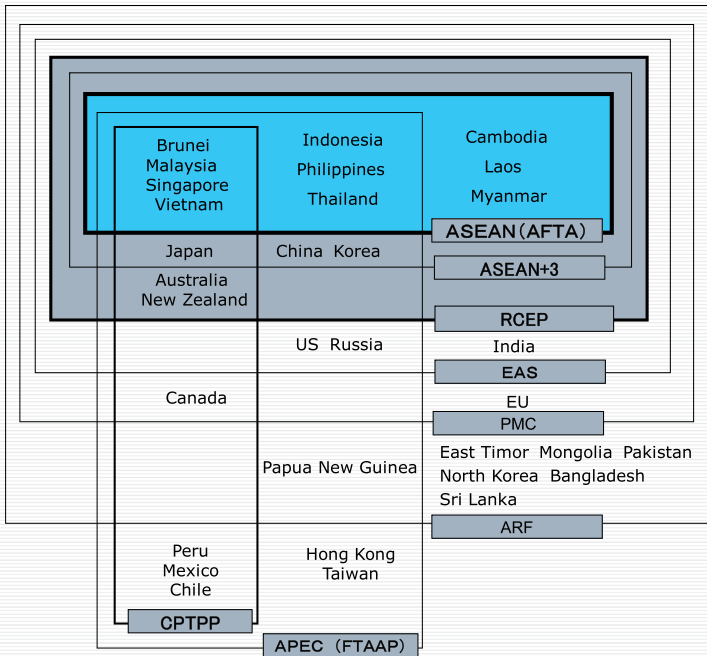 Brunei
Malaysia
Singapore
Vietnam
Indonesia
Philippines
Thailand
Cambodia
Laos
Myanmar
ASEAN(AFTA)
Japan
China Korea
ASEAN+3
Australia
New Zealand
RCEP
US Russia
India
EAS
Canada
EU
PMC
Papua New Guinea
East Timor Mongolia Pakistan
North Korea Bangladesh
Sri Lanka
ARF
Peru
Mexico
Chile
Hong Kong
Taiwan
CPTPP
APEC (FTAAP)